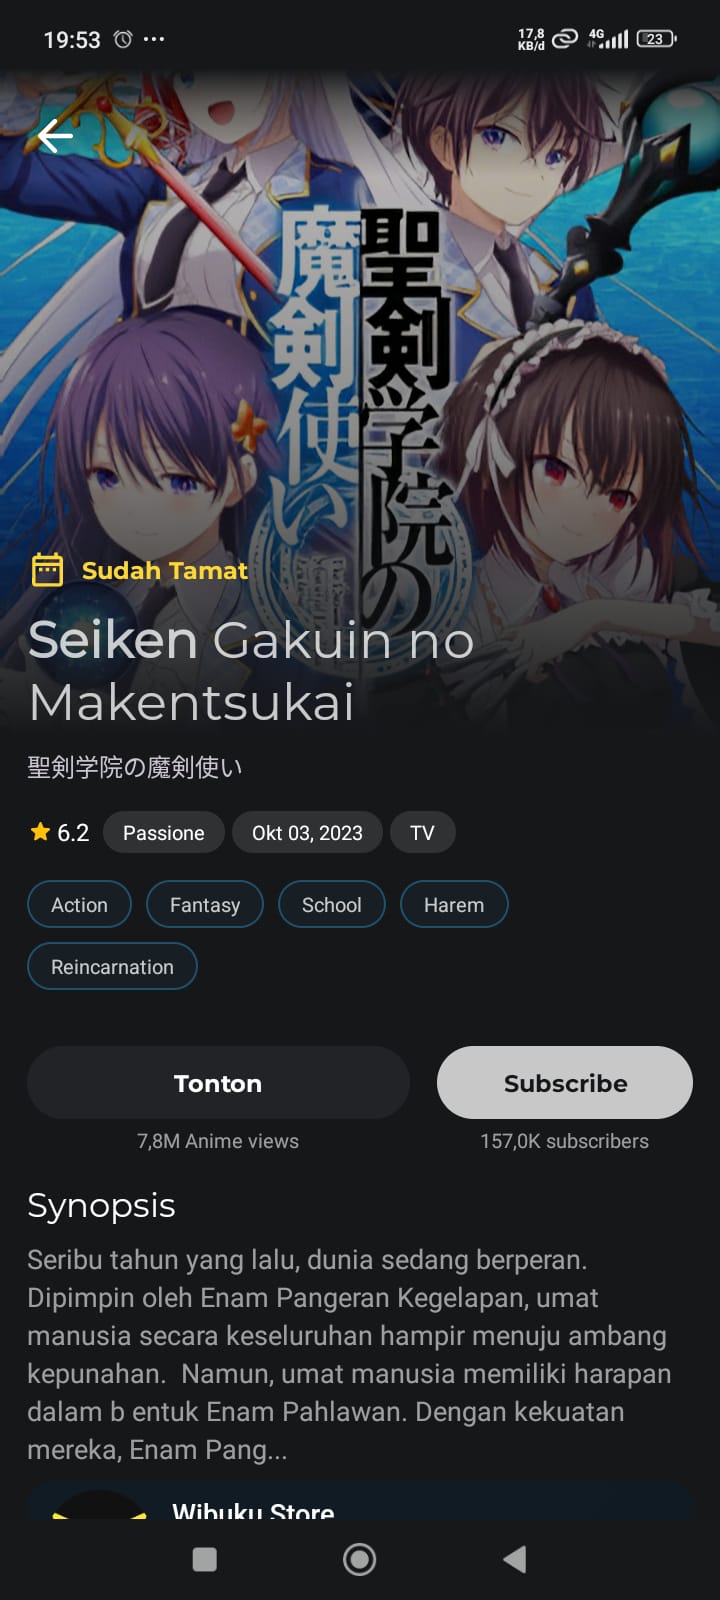 19:53
17,8
KB/d
4G
23
聖剣学院の
魔剣使い
Sudah Tamat
Seiken Gakuin no
Makentsukai
聖剣学院の魔剣使い
6.2 Passione Okt 03, 2023 TV
Action Fantasy School Harem
Reincarnation
Tonton Subscribe
7,8M Anime views 157,0K subscribers
Synopsis
Seribu tahun yang lalu, dunia sedang berperan.
Dipimpin oleh Enam Pangeran Kegelapan, umat
manusia secara keseluruhan hampir menuju ambang
kepunahan.  Namun, umat manusia memiliki harapan
dalam b entuk Enam Pahlawan. Dengan kekuatan
mereka, Enam Pang...
Wibuku Store